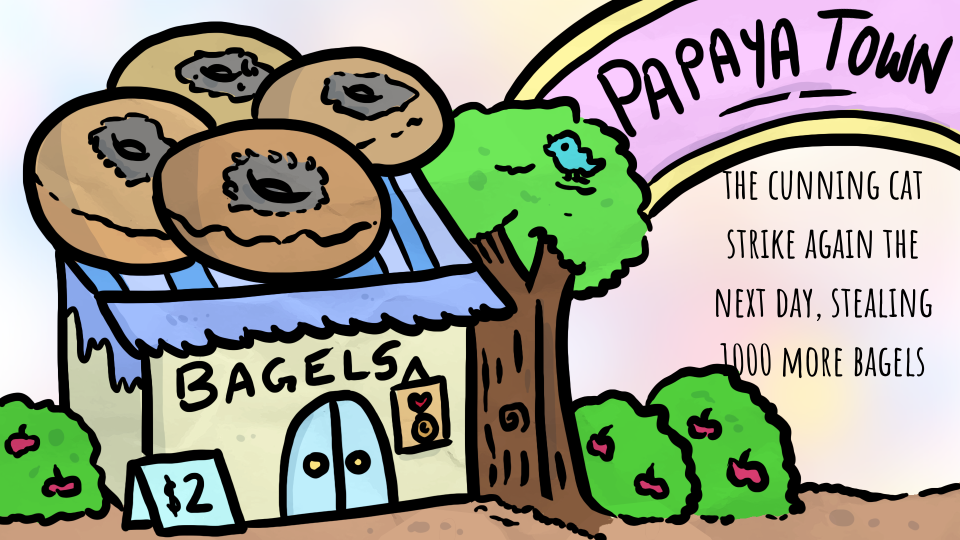 PAPAYA TOWN
THE CUNNING CAT
STRIKE AGAIN THE
NEXT DAY, STEALING
1000 MORE BAGELS
BAGELS
$2